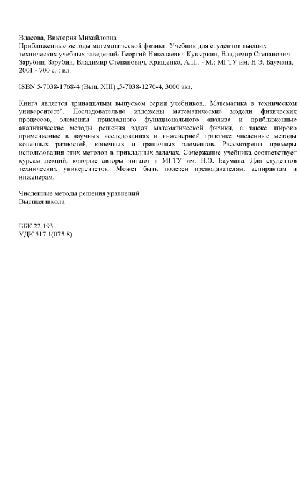 Власова, Виктория Михайловна
Приближенные методы математической физики: Учебник для студентов высших
технических учебных заведений. Георгий Николаевич Кувыркин, Владимир Степанович
Зарубин, Зарубин, Владимир Степанович, Крищенко, А.П.. - М.: МГТУ им. Н.Э. Баумана,
2001 - 700 с.: ил.
ISBN 5-7038-1768-4 (Вып. XIII) ,5-7038-1270-4, 3000 экз.
Книга является тринадцатым выпуском серии учебников "Математика в техническом
университете". Последовательно изложены математические модели физических
процессов, элементы прикладного функционального анализа и приближенные
аналитические методы решения задач математической физики, а также широко
применяемые в научных исследованиях и инженерной практике численные методы
конечных разностей, конечных и граничных элементов. Рассмотрены примеры
использования этих методов в прикладных задачах. Содержание учебника соответствует
курсам лекций, которые авторы читают в МГТУ им. Н.Э. Баумана. Для студентов
технических университетов. Может быть полезен преподавателям, аспирантам и
инженерам.
Численные методы решения уравнений
Высшая школа
ББК 22.193
УДК 517.1(075.8)